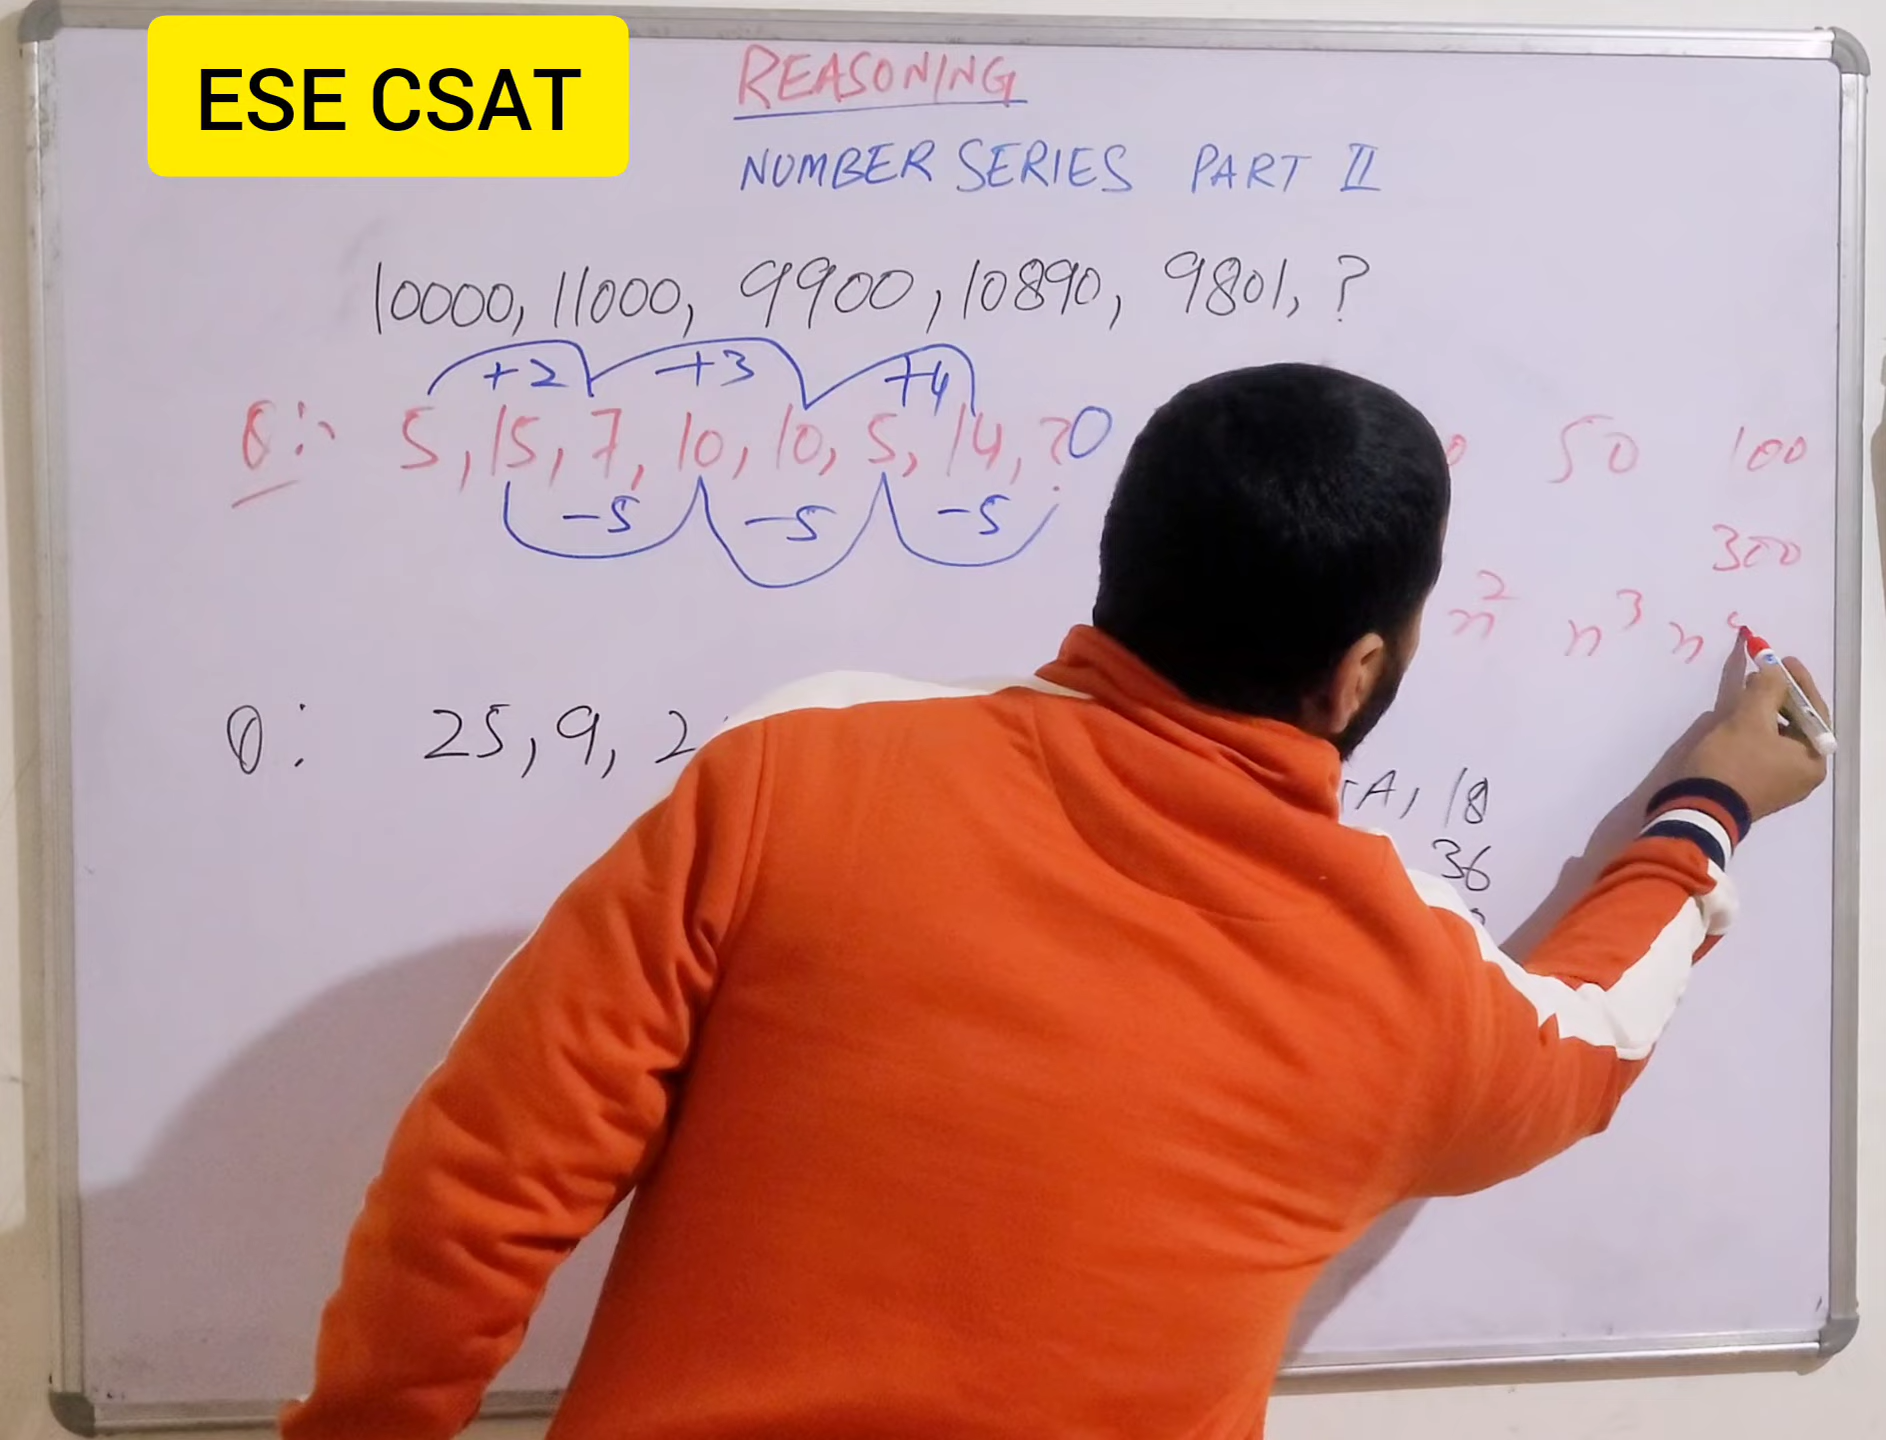 ESE CSAT
REASONING
NUMBER SERIES PART II
10000, 11000, 9900, 10890, 9801, ?
+2 +3 +4
Q:- 5, 15, 7, 10, 10, 5, 14, ? 0
-5 -5 -5
50 100
300
n² n³ n
Q: 25, 9, 2
A, 18
36